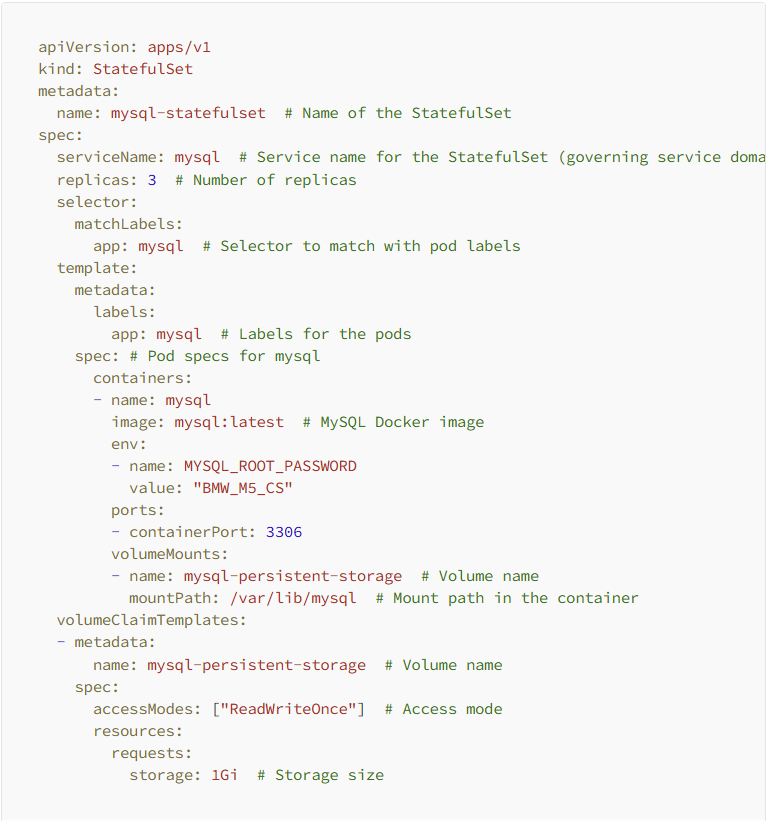 apiVersion: apps/v1
kind: StatefulSet
metadata:
  name: mysql-statefulset  # Name of the StatefulSet
spec:
  serviceName: mysql  # Service name for the StatefulSet (governing service doma
  replicas: 3  # Number of replicas
  selector:
    matchLabels:
      app: mysql  # Selector to match with pod labels
  template:
    metadata:
      labels:
        app: mysql  # Labels for the pods
    spec: # Pod specs for mysql
      containers:
      - name: mysql
        image: mysql:latest  # MySQL Docker image
        env:
        - name: MYSQL_ROOT_PASSWORD
          value: "BMW_M5_CS"
        ports:
        - containerPort: 3306
        volumeMounts:
        - name: mysql-persistent-storage  # Volume name
          mountPath: /var/lib/mysql  # Mount path in the container
  volumeClaimTemplates:
  - metadata:
      name: mysql-persistent-storage  # Volume name
    spec:
      accessModes: ["ReadWriteOnce"]  # Access mode
      resources:
        requests:
          storage: 1Gi  # Storage size